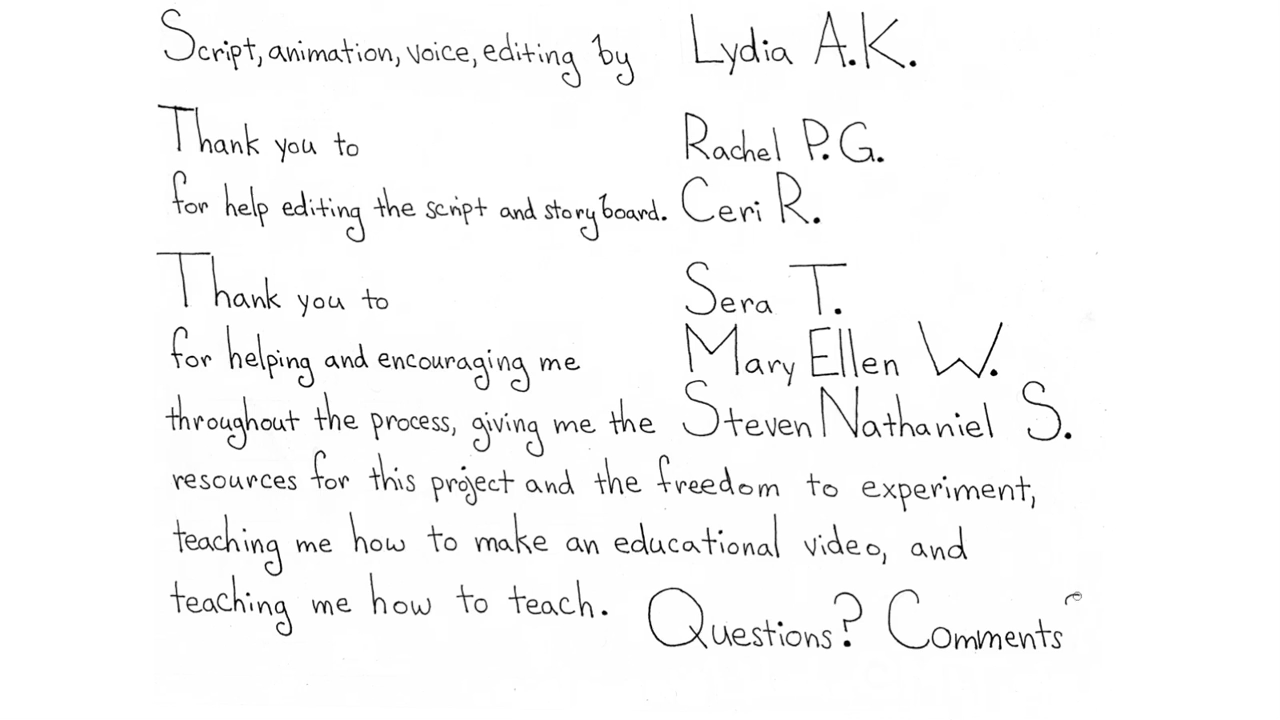 Script, animation, voice, editing by Lydia A.K.
Thank you to Rachel P.G.
for help editing the script and storyboard. Ceri R.
Thank you to Sera T.
for helping and encouraging me Mary Ellen W.
throughout the process, giving me the Steven Nathaniel S.
resources for this project and the freedom to experiment,
teaching me how to make an educational video, and
teaching me how to teach. Questions? Comments